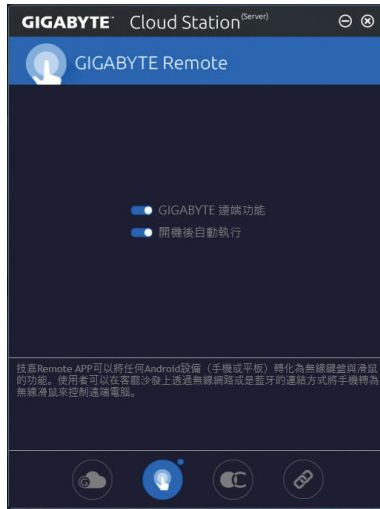 GIGABYTE™ Cloud Station(Server)
GIGABYTE Remote
GIGABYTE 遠端功能
開機後自動執行
技嘉Remote APP可以將任何Android設備（手機或平板）轉化為無線鍵盤與滑鼠
的功能。使用者可以在客廳沙發上透過無線網路或是藍牙的連結方式將手機轉為
無線滑鼠來控制遠端電腦。
G